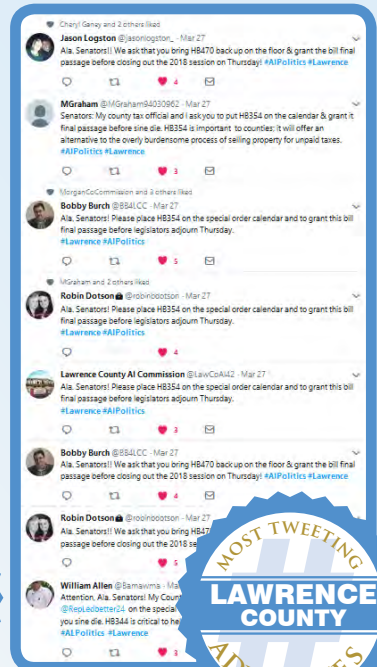 Cheryl Ganey and 2 others liked
Jason Logston @jasonlogston_ · Mar 27
Ala. Senators!! We ask that you bring HB470 back up on the floor & grant the bill final
passage before closing out the 2018 session on Thursday! #AlPolitics #Lawrence
4
MGraham @MGraham94030962 · Mar 27
Senators: My county tax official and I ask you to put HB354 on the calendar & grant it
final passage before sine die. HB354 is important to counties; it will offer an
alternative to the overly burdensome process of selling property for unpaid taxes.
#AlPolitics #Lawrence
3
MorganCoCommission and 3 others liked
Bobby Burch @BB4LCC · Mar 27
Ala. Senators! Please place HB354 on the special order calendar and to grant this bill
final passage before legislators adjourn Thursday.
#Lawrence #AlPolitics
5
MGraham and 2 others liked
Robin Dotson @robinodotson · Mar 27
Ala. Senators! Please place HB354 on the special order calendar and to grant this bill
final passage before legislators adjourn Thursday.
#Lawrence #AlPolitics
4
Lawrence County Al Commission @LawCoAl42 · Mar 27
Ala. Senators! Please place HB354 on the special order calendar and to grant this bill
final passage before legislators adjourn Thursday.
#Lawrence #AlPolitics
3
Bobby Burch @BB4LCC · Mar 27
Ala. Senators!! We ask that you bring HB470 back up on the floor & grant the bill final
passage before closing out the 2018 session on Thursday! #AlPolitics #Lawrence
4
Robin Dotson @robinodotson · Mar 27
Ala. Senators!! We ask that you bring HB4
passage before closing out the 2018 se
5
William Allen @Bamawma · Ma
Attention, Ala. Senators! My Count
@RepLedbetter24 on the special
you sine die. HB344 is critical to he
#ALPolitics #Lawrence
3
MOST TWEETING
LAWRENCE
COUNTY